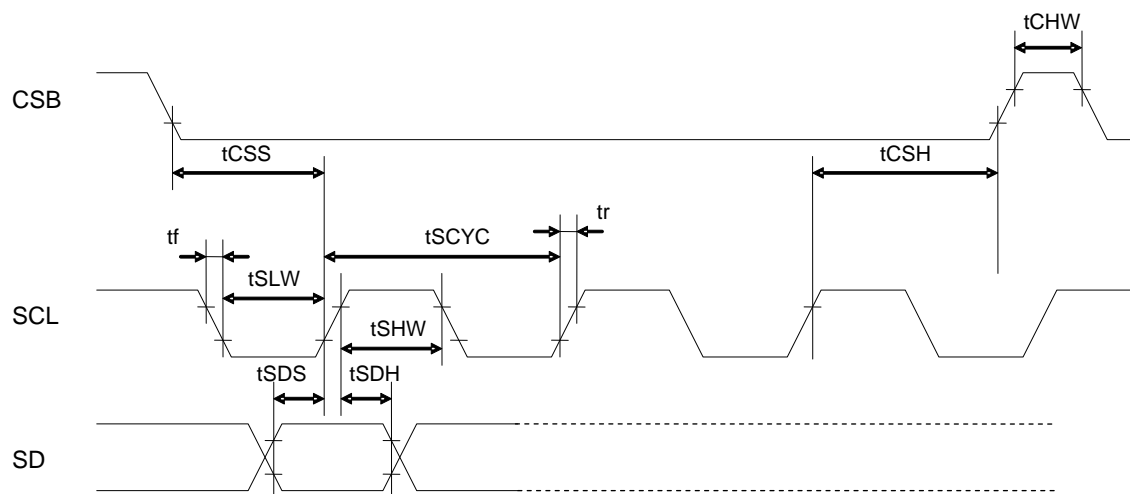 tCHW
CSB
tCSS
tCSH
tr
tf
tSCYC
tSLW
SCL
tSHW
tSDS
tSDH
SD